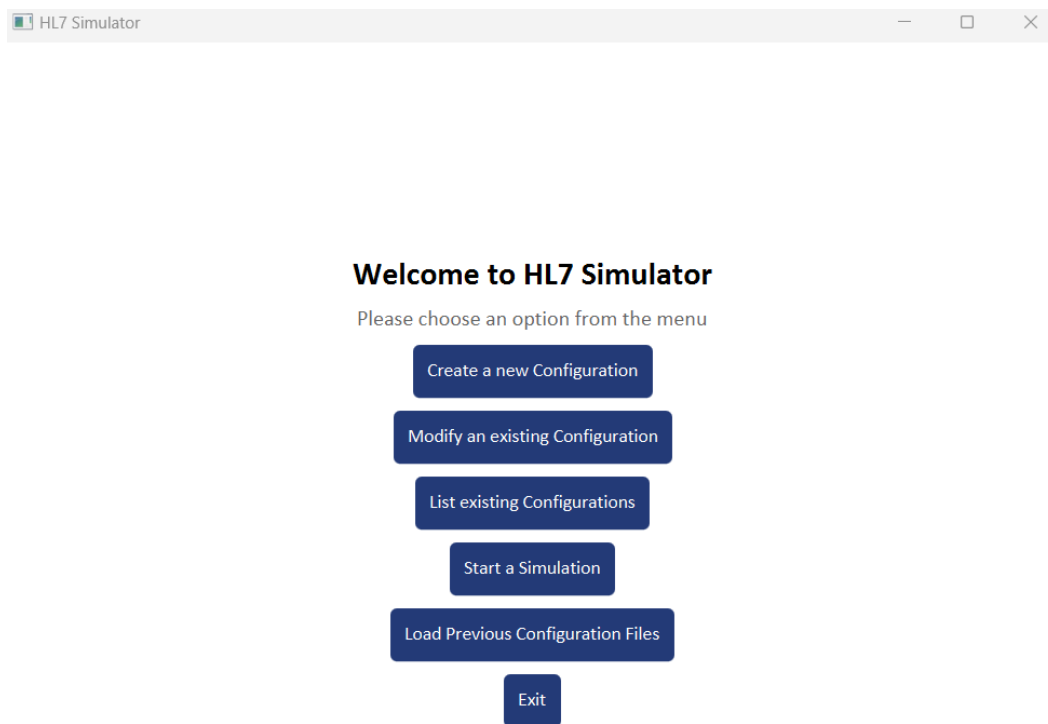 HL7 Simulator
Welcome to HL7 Simulator
Please choose an option from the menu
Create a new Configuration
Modify an existing Configuration
List existing Configurations
Start a Simulation
Load Previous Configuration Files
Exit